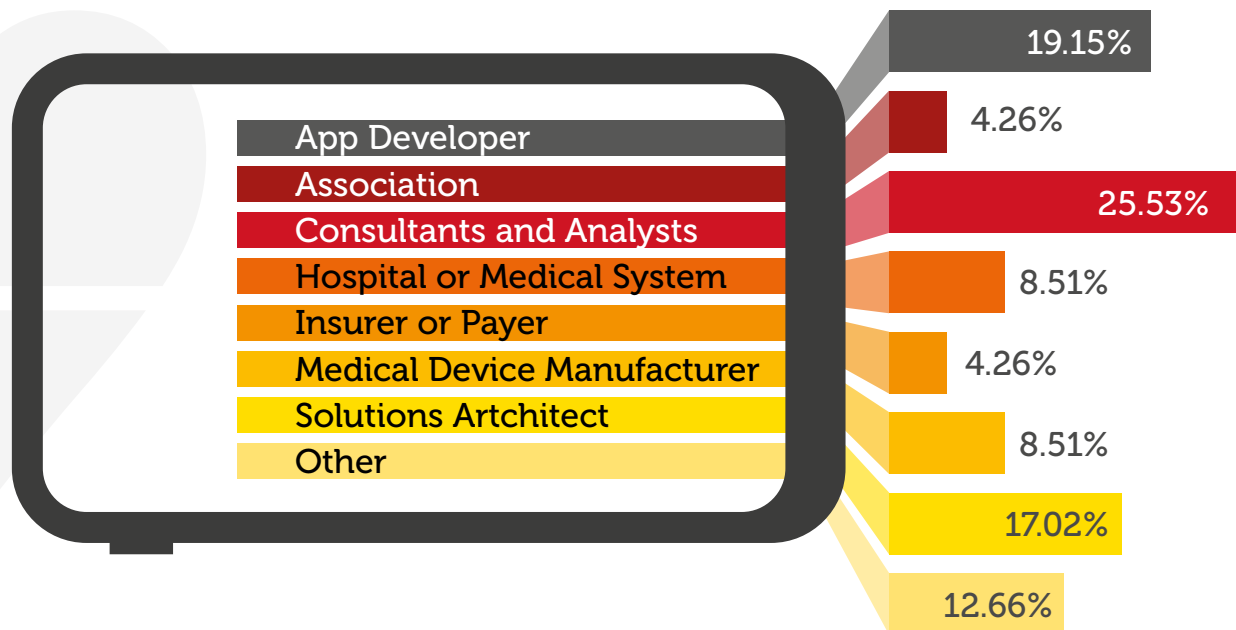 App Developer
19.15%
Association
4.26%
Consultants and Analysts
25.53%
Hospital or Medical System
8.51%
Insurer or Payer
4.26%
Medical Device Manufacturer
8.51%
Solutions Artchitect
17.02%
Other
12.66%